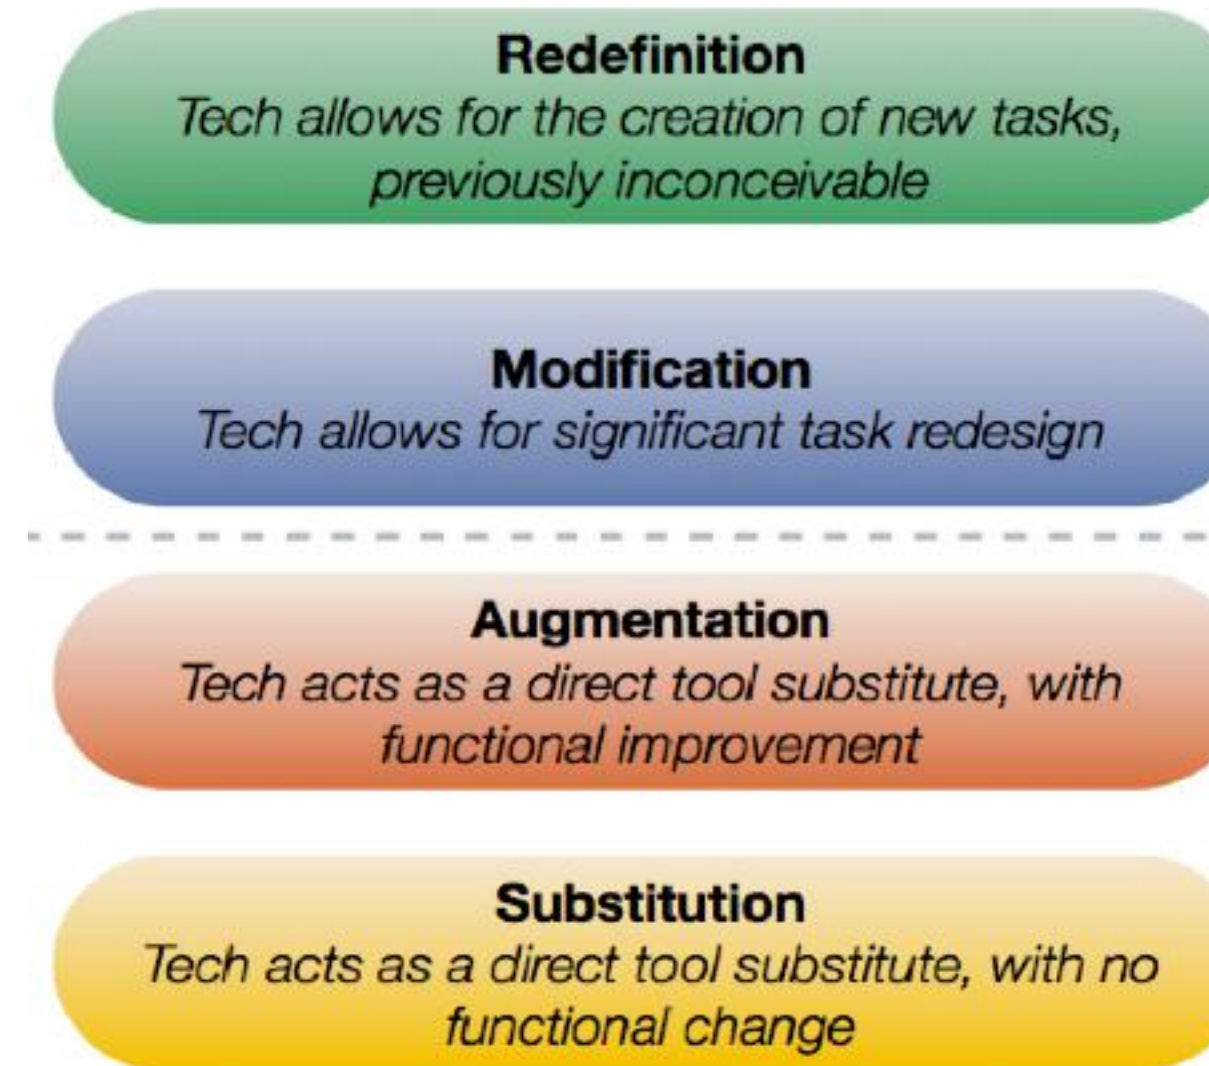 Redefinition
Tech allows for the creation of new tasks,
previously inconceivable
Modification
Tech allows for significant task redesign
Augmentation
Tech acts as a direct tool substitute, with
functional improvement
Substitution
Tech acts as a direct tool substitute, with no
functional change